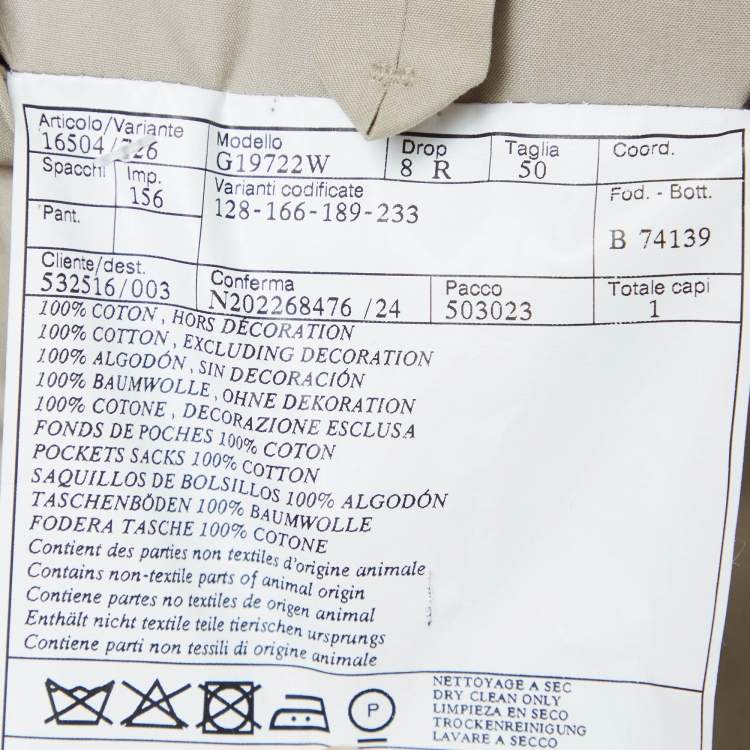 Articolo/Variante
16504/226
Modello
G19722W
Drop
8 R
Taglia
50
Coord.
Spacchi
Imp.
156
Varianti codificate
128-166-189-233
Fod. - Bott.
B 74139
Pant.
Cliente/dest.
532516/003
Conferma
N202268476 /24
Pacco
503023
Totale capi
1
100% COTON, HORS DÉCORATION
100% COTTON, EXCLUDING DECORATION
100% ALGODÓN, SIN DECORACIÓN
100% BAUMWOLLE, OHNE DEKORATION
100% COTONE, DECORAZIONE ESCLUSA
FONDS DE POCHES 100% COTON
POCKETS SACKS 100% COTTON
SAQUILLOS DE BOLSILLOS 100% ALGODÓN
TASCHENBÖDEN 100% BAUMWOLLE
FODERA TASCHE 100% COTONE
Contient des parties non textiles d'origine animale
Contains non-textile parts of animal origin
Contiene partes no textiles de origen animal
Enthält nicht textile teile tierischen ursprungs
Contiene parti non tessili di origine animale
P
NETTOYAGE A SEC
DRY CLEAN ONLY
LIMPIEZA EN SECO
TROCKENREINIGUNG
LAVARE A SECCO